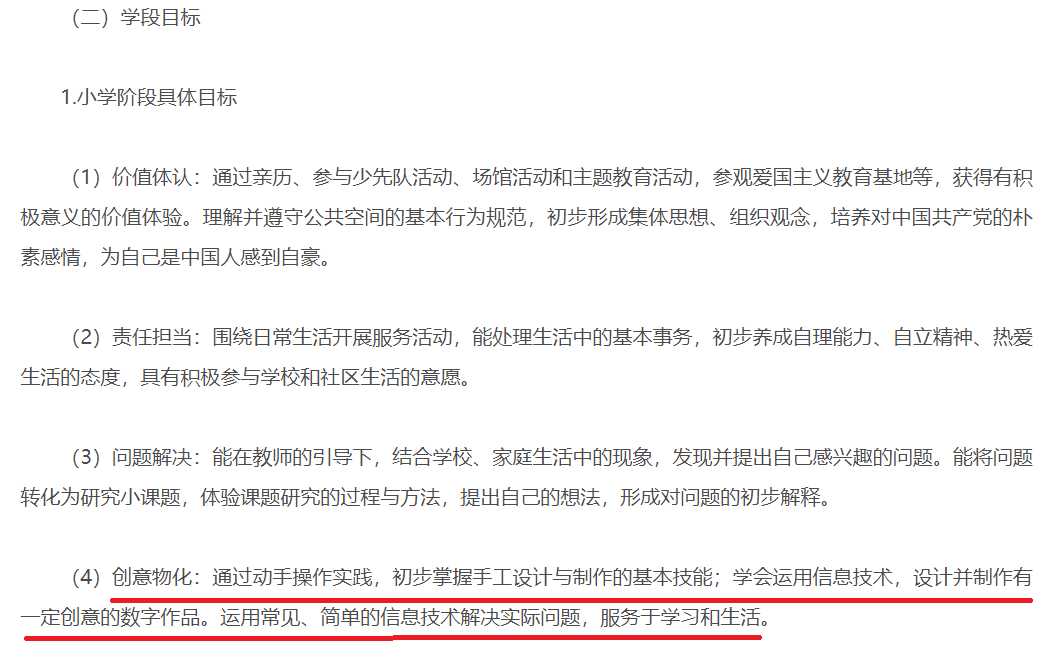 （二）学段目标
1.小学阶段具体目标
（1）价值体认：通过亲历、参与少先队活动、场馆活动和主题教育活动，参观爱国主义教育基地等，获得有积
极意义的价值体验。理解并遵守公共空间的基本行为规范，初步形成集体思想、组织观念，培养对中国共产党的朴
素感情，为自己是中国人感到自豪。
（2）责任担当：围绕日常生活开展服务活动，能处理生活中的基本事务，初步养成自理能力、自立精神、热爱
生活的态度，具有积极参与学校和社区生活的意愿。
（3）问题解决：能在教师的引导下，结合学校、家庭生活中的现象，发现并提出自己感兴趣的问题。能将问题
转化为研究小课题，体验课题研究的过程与方法，提出自己的想法，形成对问题的初步解释。
（4）创意物化：通过动手操作实践，初步掌握手工设计与制作的基本技能；学会运用信息技术，设计并制作有
一定创意的数字作品。运用常见、简单的信息技术解决实际问题，服务于学习和生活。